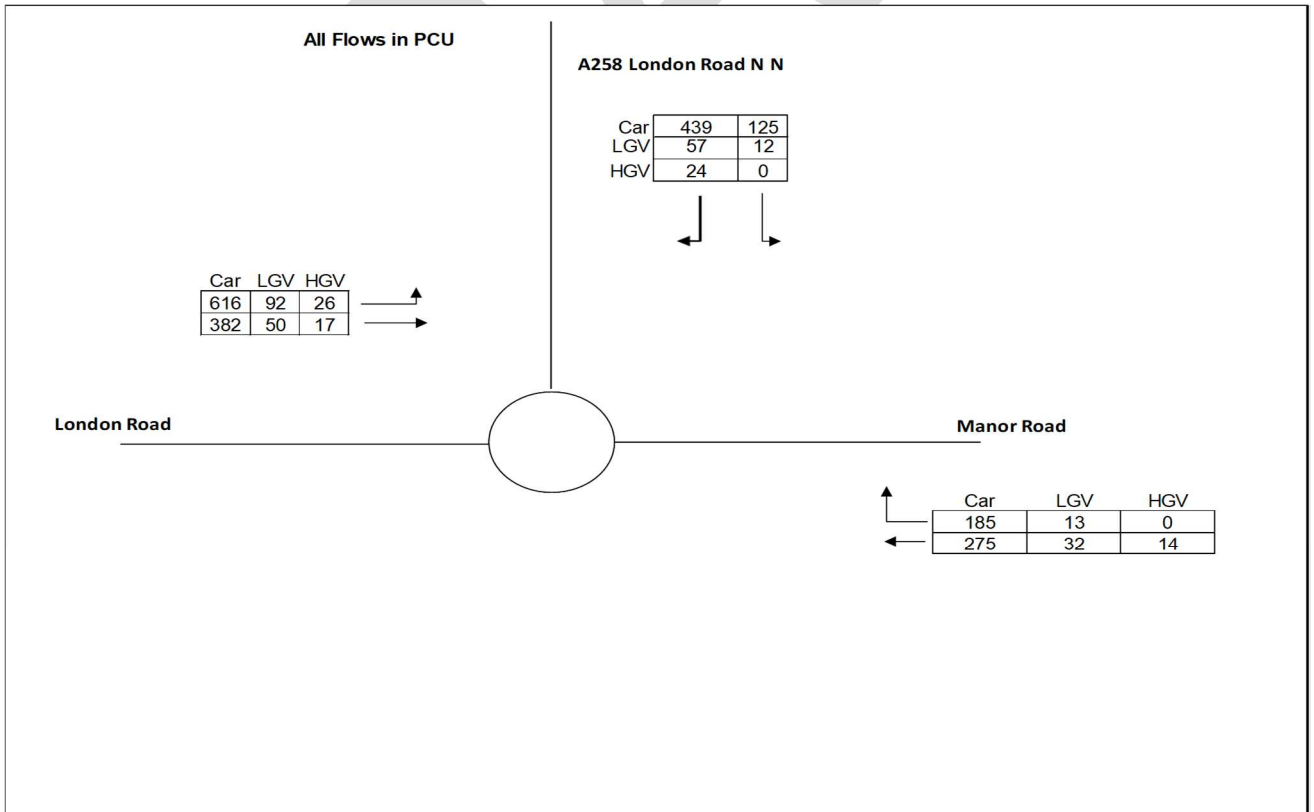 All Flows in PCU
A258 London Road N N
Car 439 125
LGV 57 12
HGV 24 0
Car LGV HGV
616 92 26
382 50 17
London Road
Manor Road
Car LGV HGV
185 13 0
275 32 14